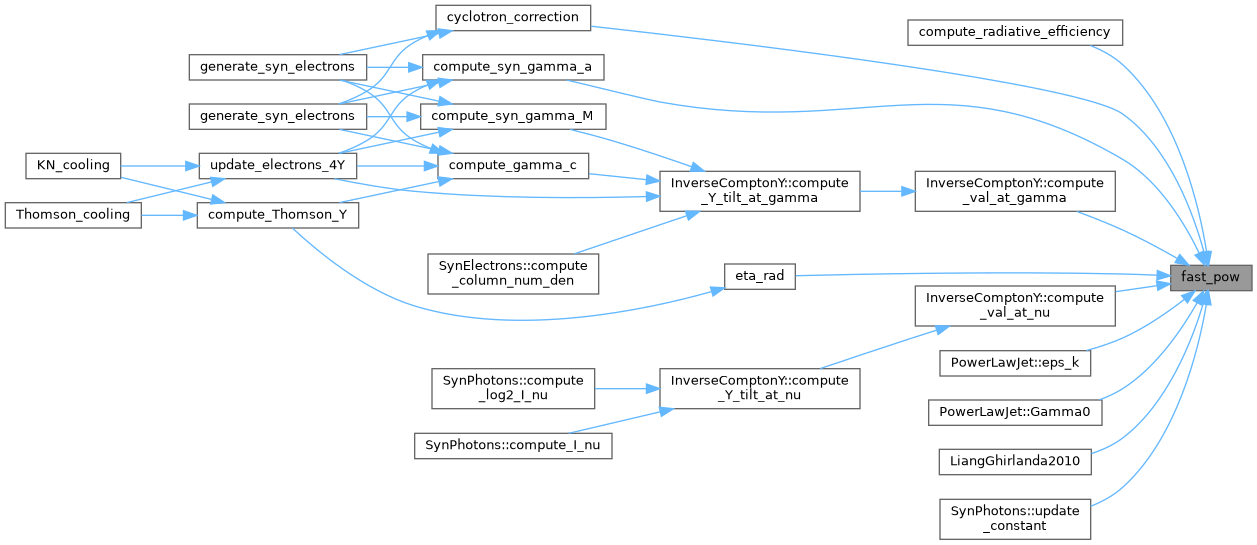 cyclotron_correction
compute_radiative_efficiency
generate_syn_electrons
compute_syn_gamma_a
generate_syn_electrons
compute_syn_gamma_M
KN_cooling
update_electrons_4Y
compute_gamma_c
InverseComptonY::compute
_Y_tilt_at_gamma
InverseComptonY::compute
_val_at_gamma
Thomson_cooling
compute_Thomson_Y
SynElectrons::compute
_column_num_den
eta_rad
fast_pow
InverseComptonY::compute
_val_at_nu
PowerLawJet::eps_k
SynPhotons::compute
_log2_I_nu
InverseComptonY::compute
_Y_tilt_at_nu
PowerLawJet::Gamma0
SynPhotons::compute_I_nu
LiangGhirlanda2010
SynPhotons::update
_constant